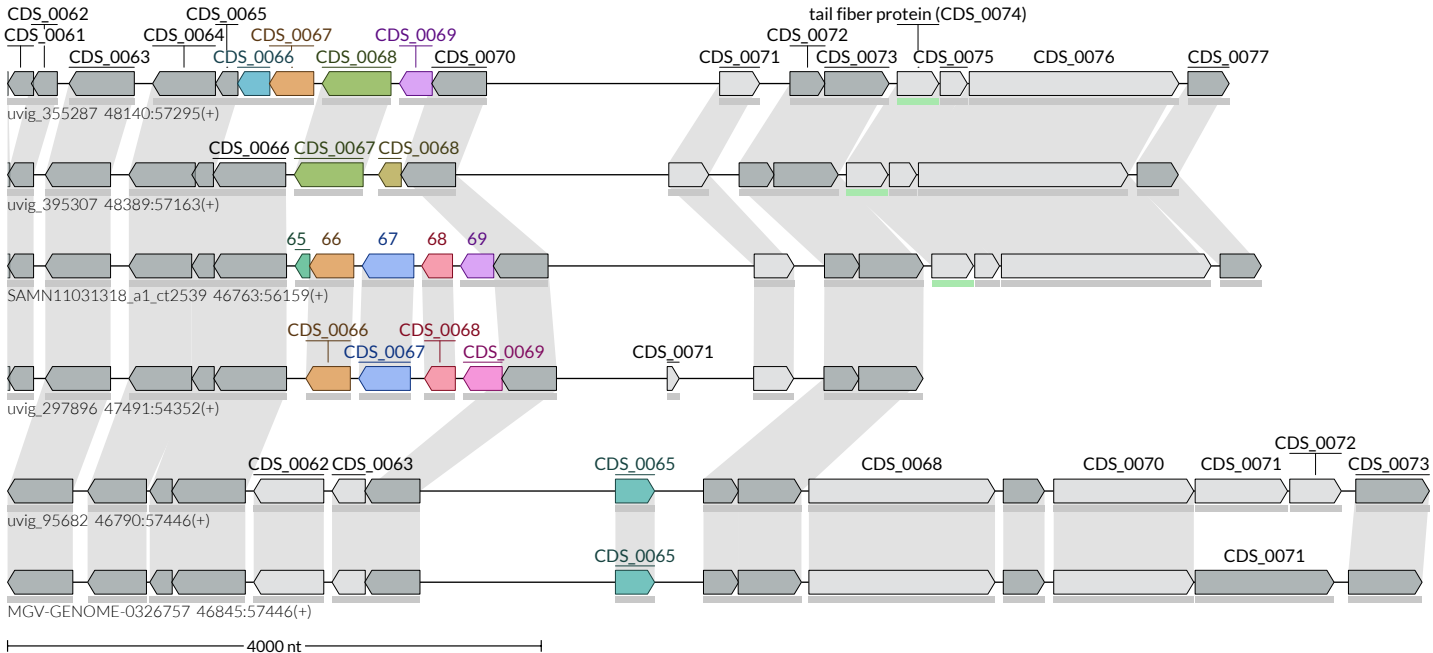 CDS_0062 CDS_0065 tail fiber protein (CDS_0074)
CDS_0061 CDS_0064 CDS_0067 CDS_0069 CDS_0072
CDS_0063 CDS_0066 CDS_0068 CDS_0070 CDS_0071 CDS_0073 CDS_0075 CDS_0076 CDS_0077
uvig_355287 48140:57295(+)
CDS_0066 CDS_0067 CDS_0068
uvig_395307 48389:57163(+)
65 66 67 68 69
SAMN11031318_a1_ct2539 46763:56159(+)
CDS_0066 CDS_0068
CDS_0067 CDS_0069 CDS_0071
uvig_297896 47491:54352(+)
CDS_0072
CDS_0062 CDS_0063 CDS_0065 CDS_0068 CDS_0070 CDS_0071 CDS_0073
uvig_95682 46790:57446(+)
CDS_0065 CDS_0071
MGV-GENOME-0326757 46845:57446(+)
4000 nt